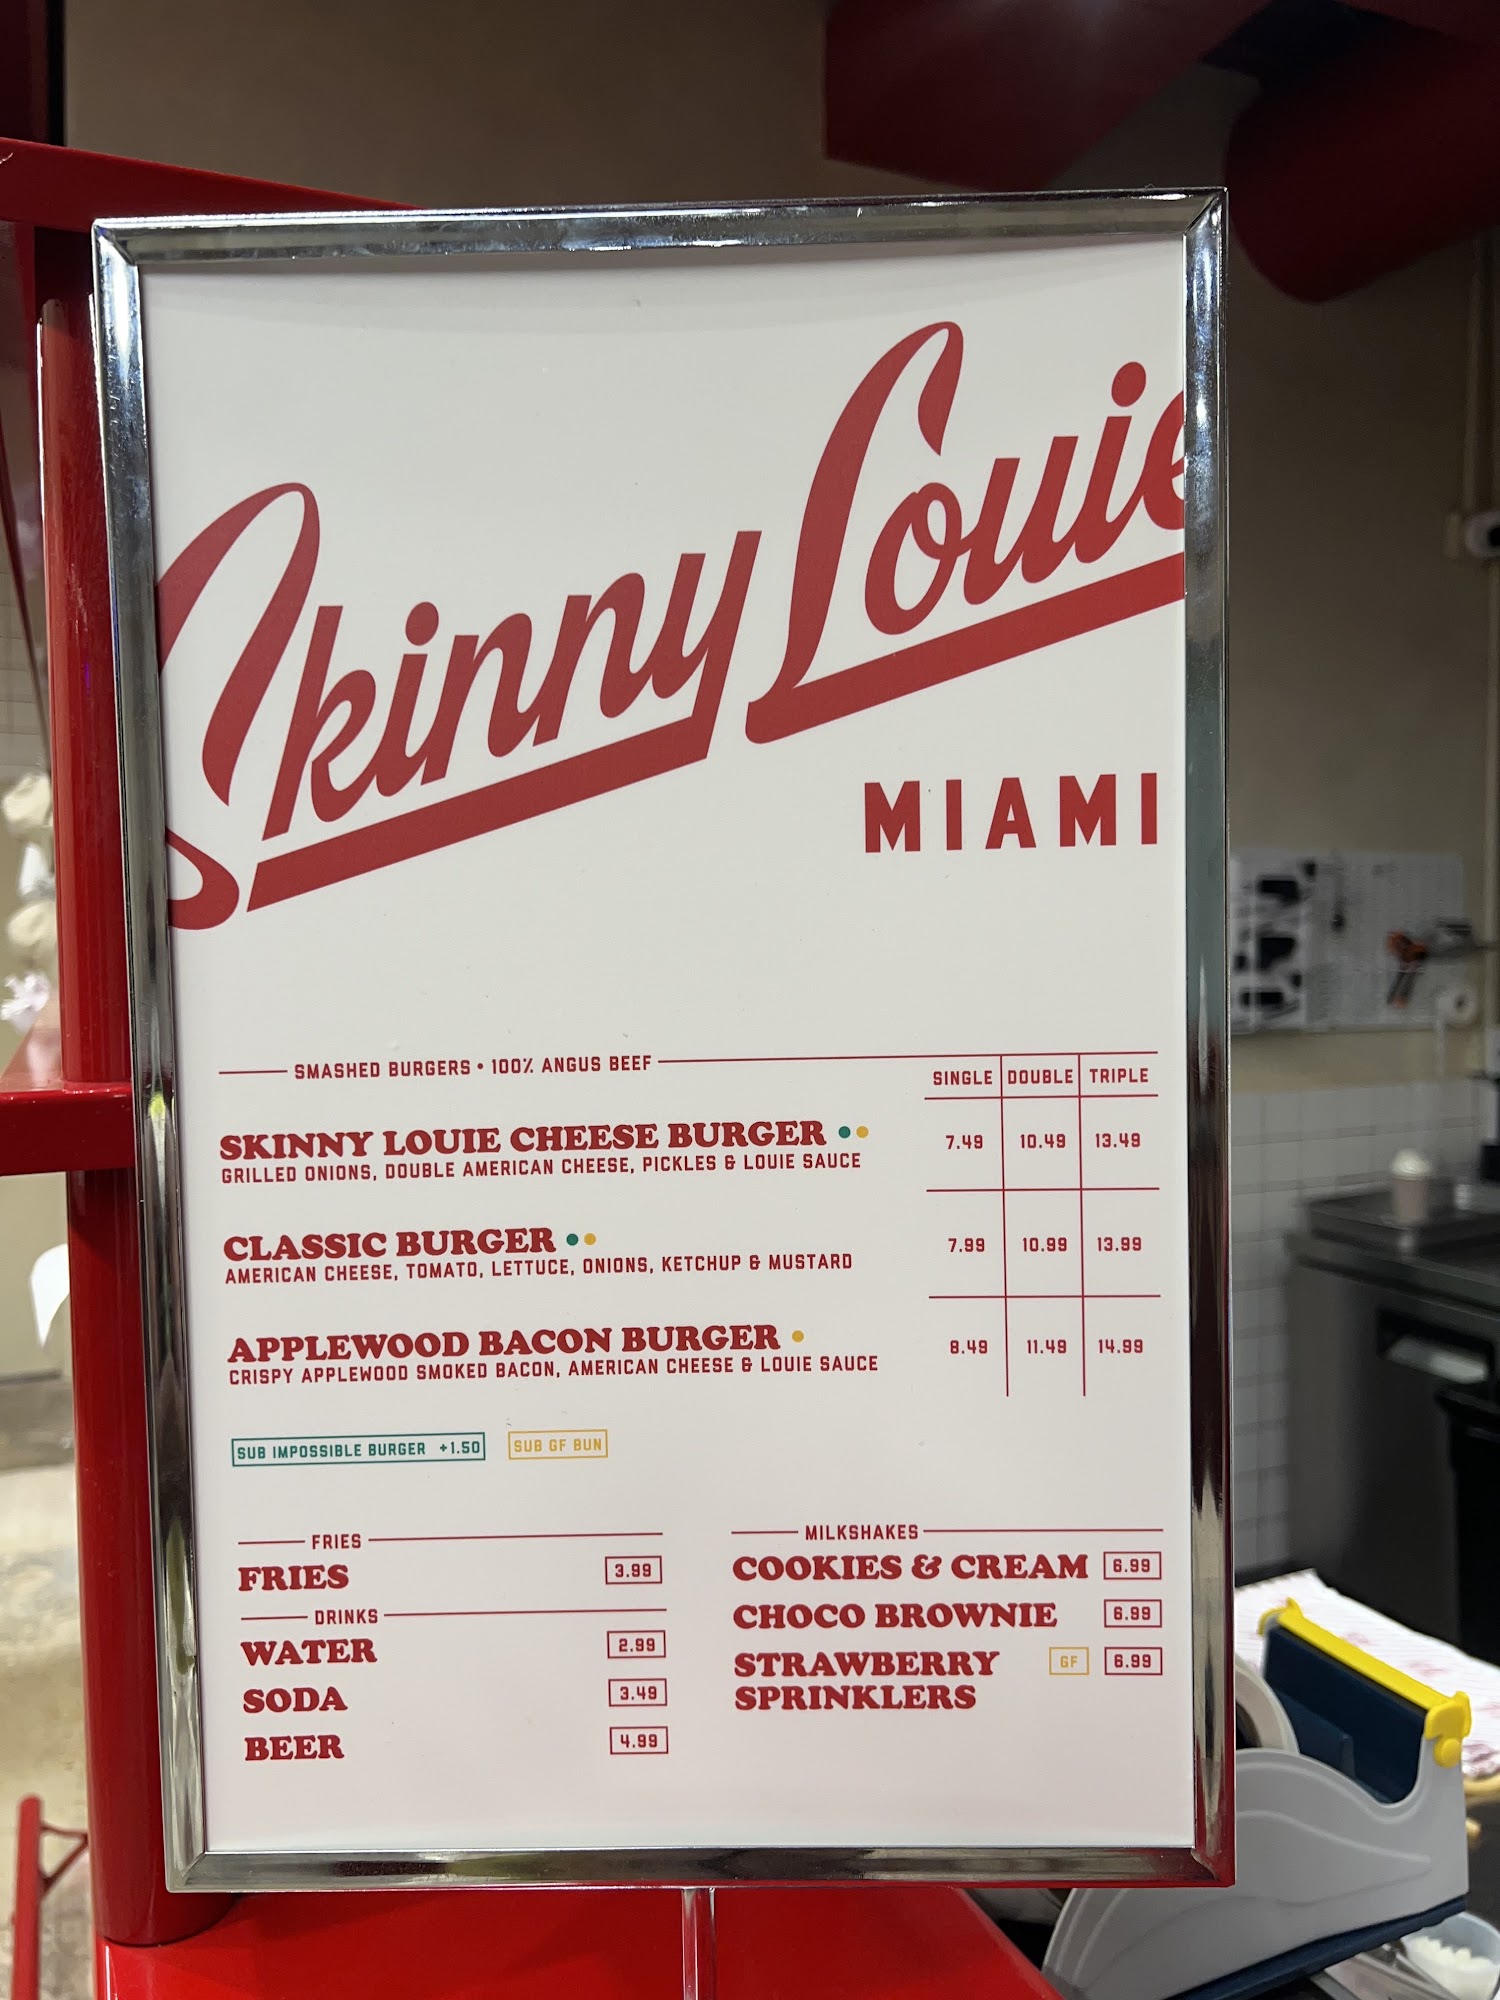 Skinny Louie
MIAMI
SMASHED BURGERS • 100% ANGUS BEEF
SINGLE DOUBLE TRIPLE
SKINNY LOUIE CHEESE BURGER 7.49 10.49 13.49
GRILLED ONIONS, DOUBLE AMERICAN CHEESE, PICKLES & LOUIE SAUCE
CLASSIC BURGER 7.99 10.99 13.99
AMERICAN CHEESE, TOMATO, LETTUCE, ONIONS, KETCHUP & MUSTARD
APPLEWOOD BACON BURGER 8.49 11.49 14.99
CRISPY APPLEWOOD SMOKED BACON, AMERICAN CHEESE & LOUIE SAUCE
SUB IMPOSSIBLE BURGER +1.50 SUB GF BUN
FRIES
FRIES 3.99
DRINKS
WATER 2.99
SODA 3.49
BEER 4.99
MILKSHAKES
COOKIES & CREAM 6.99
CHOCO BROWNIE 6.99
STRAWBERRY GF 6.99
SPRINKLERS